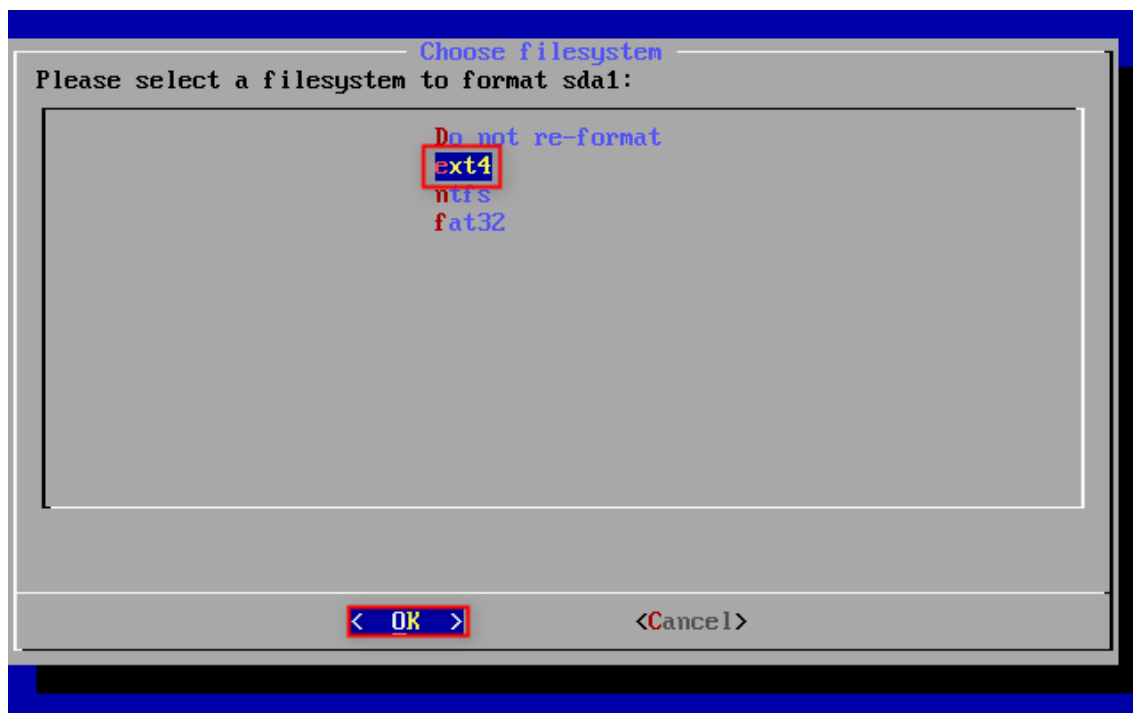 Choose filesystem
Please select a filesystem to format sda1:
Do not re-format
ext4
ntfs
fat32
< OK > <Cancel>